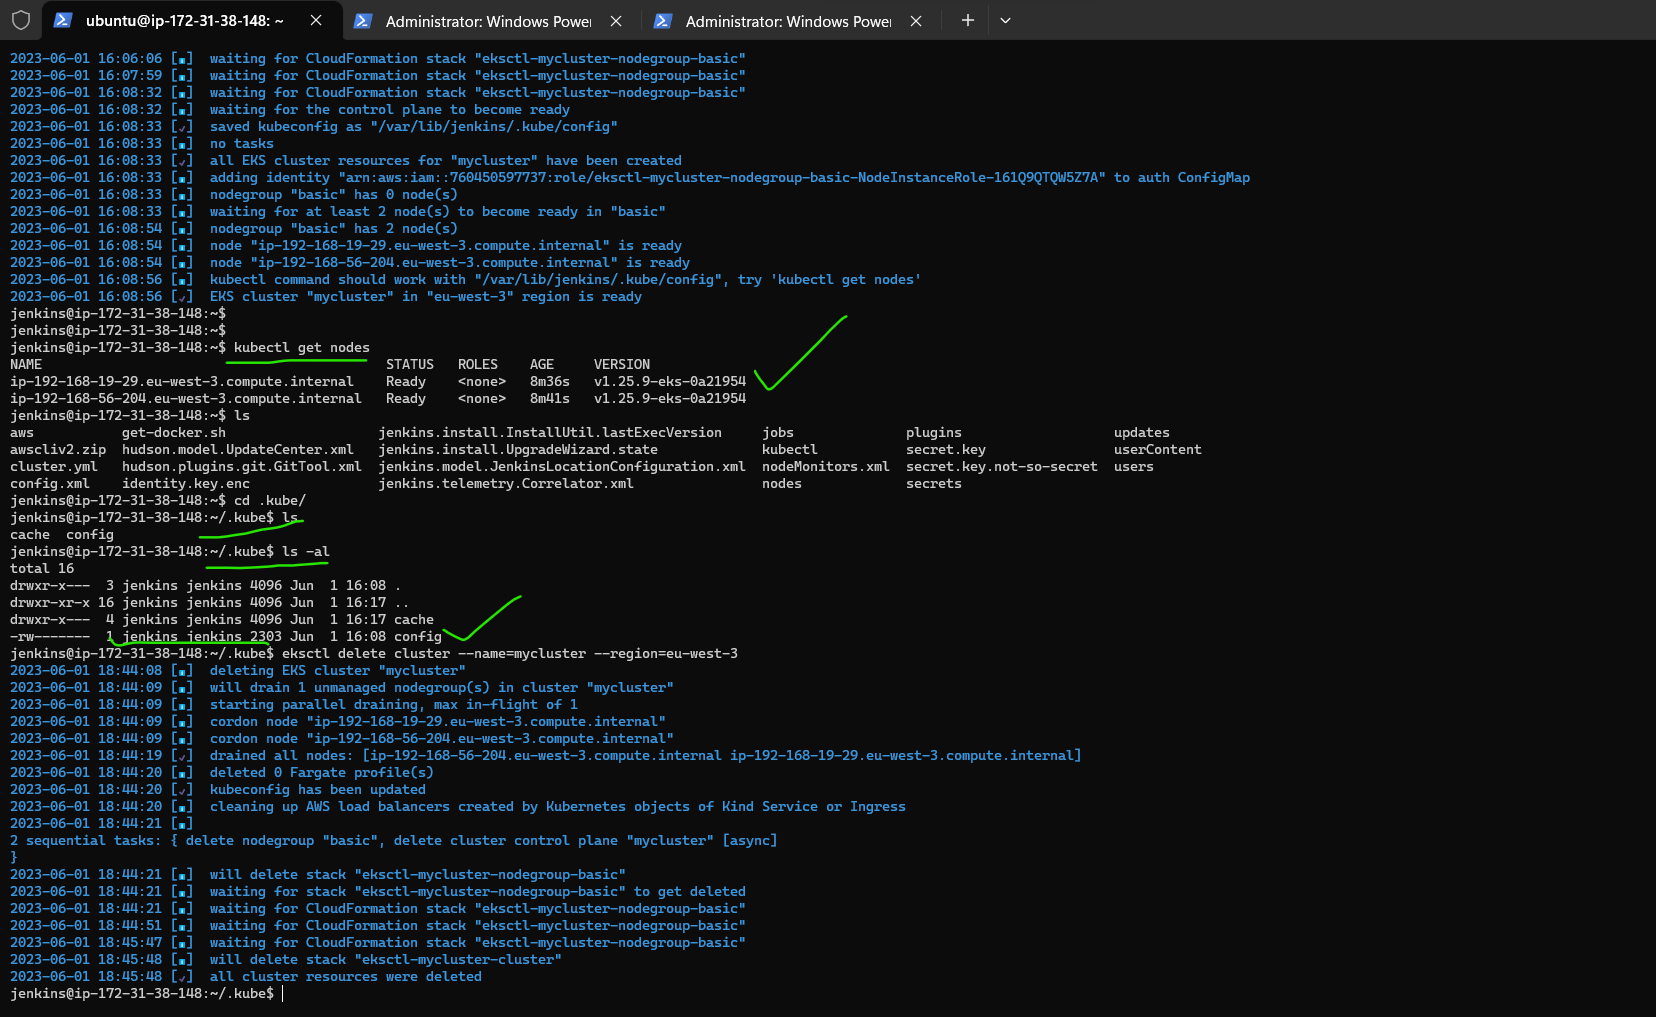 ubuntu@ip-172-31-38-148: ~
Administrator: Windows Power
Administrator: Windows Power
2023-06-01 16:06:06 [ℹ]  waiting for CloudFormation stack "eksctl-mycluster-nodegroup-basic"
2023-06-01 16:07:59 [ℹ]  waiting for CloudFormation stack "eksctl-mycluster-nodegroup-basic"
2023-06-01 16:08:32 [ℹ]  waiting for CloudFormation stack "eksctl-mycluster-nodegroup-basic"
2023-06-01 16:08:32 [ℹ]  waiting for the control plane to become ready
2023-06-01 16:08:33 [✔]  saved kubeconfig as "/var/lib/jenkins/.kube/config"
2023-06-01 16:08:33 [ℹ]  no tasks
2023-06-01 16:08:33 [✔]  all EKS cluster resources for "mycluster" have been created
2023-06-01 16:08:33 [ℹ]  adding identity "arn:aws:iam::760450597737:role/eksctl-mycluster-nodegroup-basic-NodeInstanceRole-161Q9QTQW5Z7A" to auth ConfigMap
2023-06-01 16:08:33 [ℹ]  nodegroup "basic" has 0 node(s)
2023-06-01 16:08:33 [ℹ]  waiting for at least 2 node(s) to become ready in "basic"
2023-06-01 16:08:54 [ℹ]  nodegroup "basic" has 2 node(s)
2023-06-01 16:08:54 [ℹ]  node "ip-192-168-19-29.eu-west-3.compute.internal" is ready
2023-06-01 16:08:54 [ℹ]  node "ip-192-168-56-204.eu-west-3.compute.internal" is ready
2023-06-01 16:08:56 [ℹ]  kubectl command should work with "/var/lib/jenkins/.kube/config", try 'kubectl get nodes'
2023-06-01 16:08:56 [✔]  EKS cluster "mycluster" in "eu-west-3" region is ready
jenkins@ip-172-31-38-148:~$
jenkins@ip-172-31-38-148:~$
jenkins@ip-172-31-38-148:~$ kubectl get nodes
NAME                                           STATUS   ROLES    AGE     VERSION
ip-192-168-19-29.eu-west-3.compute.internal    Ready    <none>   8m36s   v1.25.9-eks-0a21954
ip-192-168-56-204.eu-west-3.compute.internal   Ready    <none>   8m41s   v1.25.9-eks-0a21954
jenkins@ip-172-31-38-148:~$ ls
aws           get-docker.sh                   jenkins.install.InstallUtil.lastExecVersion     jobs              plugins                   updates
awscliv2.zip  hudson.model.UpdateCenter.xml   jenkins.install.UpgradeWizard.state             kubectl           secret.key                userContent
cluster.yml   hudson.plugins.git.GitTool.xml  jenkins.model.JenkinsLocationConfiguration.xml  nodeMonitors.xml  secret.key.not-so-secret  users
config.xml    identity.key.enc                jenkins.telemetry.Correlator.xml                nodes             secrets
jenkins@ip-172-31-38-148:~$ cd .kube/
jenkins@ip-172-31-38-148:~/.kube$ ls
cache  config
jenkins@ip-172-31-38-148:~/.kube$ ls -al
total 16
drwxr-x---  3 jenkins jenkins 4096 Jun  1 16:08 .
drwxr-xr-x 16 jenkins jenkins 4096 Jun  1 16:17 ..
drwxr-x---  4 jenkins jenkins 4096 Jun  1 16:17 cache
-rw-------  1 jenkins jenkins 2303 Jun  1 16:08 config
jenkins@ip-172-31-38-148:~/.kube$ eksctl delete cluster --name=mycluster --region=eu-west-3
2023-06-01 18:44:08 [ℹ]  deleting EKS cluster "mycluster"
2023-06-01 18:44:09 [ℹ]  will drain 1 unmanaged nodegroup(s) in cluster "mycluster"
2023-06-01 18:44:09 [ℹ]  starting parallel draining, max in-flight of 1
2023-06-01 18:44:09 [ℹ]  cordon node "ip-192-168-19-29.eu-west-3.compute.internal"
2023-06-01 18:44:09 [ℹ]  cordon node "ip-192-168-56-204.eu-west-3.compute.internal"
2023-06-01 18:44:19 [✔]  drained all nodes: [ip-192-168-56-204.eu-west-3.compute.internal ip-192-168-19-29.eu-west-3.compute.internal]
2023-06-01 18:44:20 [ℹ]  deleted 0 Fargate profile(s)
2023-06-01 18:44:20 [✔]  kubeconfig has been updated
2023-06-01 18:44:20 [ℹ]  cleaning up AWS load balancers created by Kubernetes objects of Kind Service or Ingress
2023-06-01 18:44:21 [ℹ]
2 sequential tasks: { delete nodegroup "basic", delete cluster control plane "mycluster" [async]
}
2023-06-01 18:44:21 [ℹ]  will delete stack "eksctl-mycluster-nodegroup-basic"
2023-06-01 18:44:21 [ℹ]  waiting for stack "eksctl-mycluster-nodegroup-basic" to get deleted
2023-06-01 18:44:21 [ℹ]  waiting for CloudFormation stack "eksctl-mycluster-nodegroup-basic"
2023-06-01 18:44:51 [ℹ]  waiting for CloudFormation stack "eksctl-mycluster-nodegroup-basic"
2023-06-01 18:45:47 [ℹ]  waiting for CloudFormation stack "eksctl-mycluster-nodegroup-basic"
2023-06-01 18:45:48 [ℹ]  will delete stack "eksctl-mycluster-cluster"
2023-06-01 18:45:48 [✔]  all cluster resources were deleted
jenkins@ip-172-31-38-148:~/.kube$